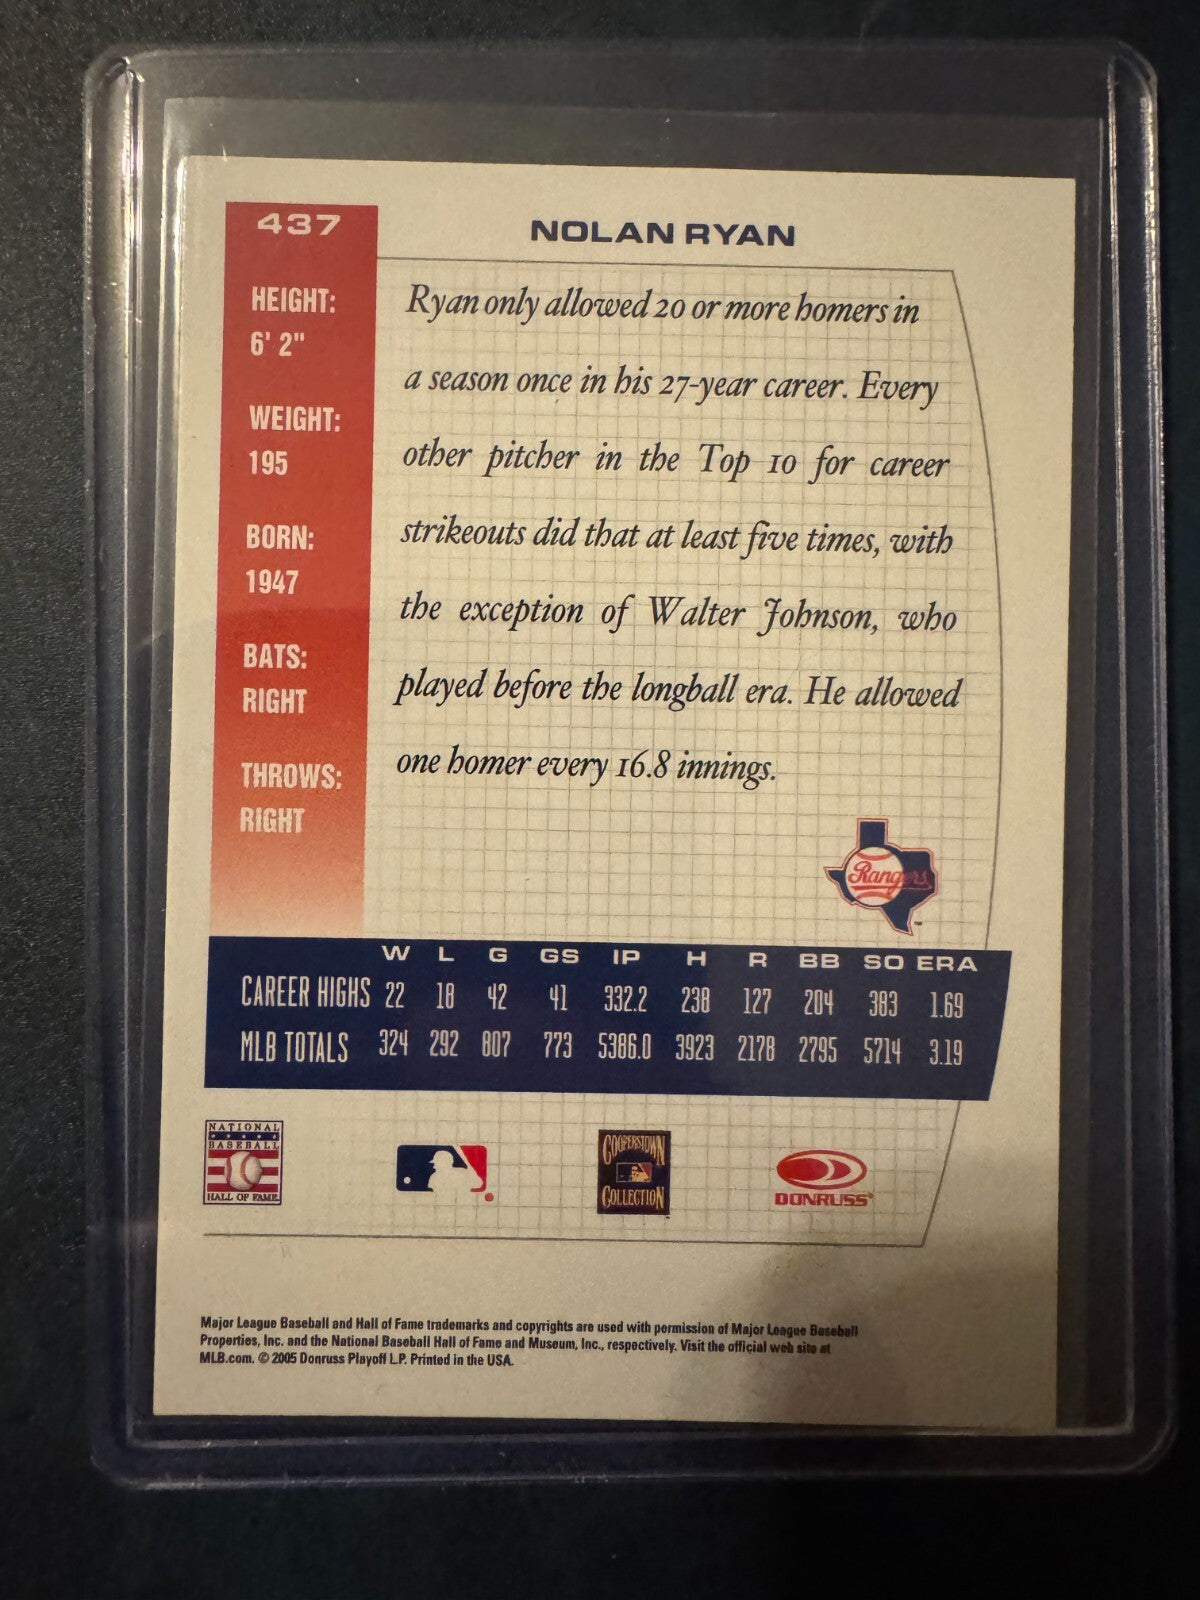 437
NOLAN RYAN
HEIGHT:
6' 2"
WEIGHT:
195
BORN:
1947
BATS:
RIGHT
THROWS:
RIGHT
Ryan only allowed 20 or more homers in
a season once in his 27-year career. Every
other pitcher in the Top 10 for career
strikeouts did that at least five times, with
the exception of Walter Johnson, who
played before the longball era. He allowed
one homer every 16.8 innings.
Rangers
W L G GS IP H R BB SO ERA
CAREER HIGHS 22 18 42 41 332.2 238 127 204 383 1.69
MLB TOTALS 324 292 807 773 5386.0 3923 2178 2795 5714 3.19
NATIONAL
BASEBALL
HALL OF FAME
COOPERSTOWN
COLLECTION
DONRUSS
Major League Baseball and Hall of Fame trademarks and copyrights are used with permission of Major League Baseball
Properties, Inc. and the National Baseball Hall of Fame and Museum, Inc., respectively. Visit the official web site at
MLB.com. © 2005 Donruss Playoff L.P. Printed in the USA.